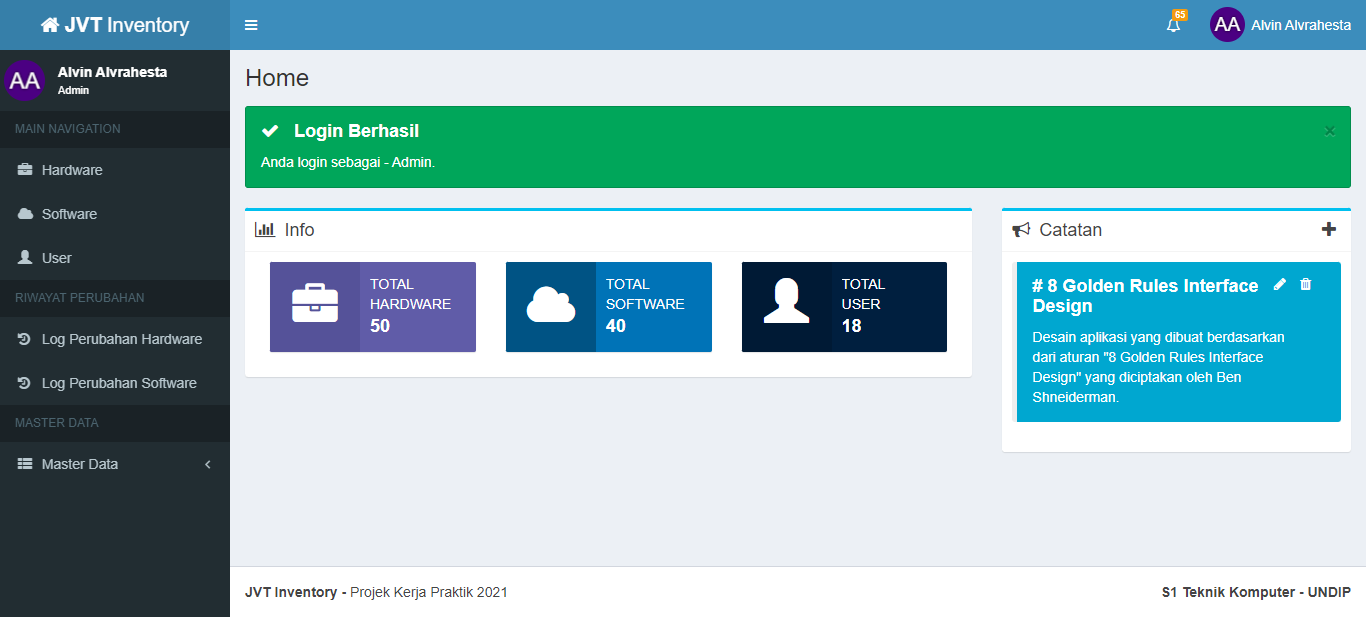 JVT Inventory
65
AA
Alvin Alvrahesta
AA
Alvin Alvrahesta
Admin
MAIN NAVIGATION
Hardware
Software
User
RIWAYAT PERUBAHAN
Log Perubahan Hardware
Log Perubahan Software
MASTER DATA
Master Data
Home
Login Berhasil
×
Anda login sebagai - Admin.
Info
TOTAL
HARDWARE
50
TOTAL
SOFTWARE
40
TOTAL
USER
18
Catatan
# 8 Golden Rules Interface
Design
Desain aplikasi yang dibuat berdasarkan
dari aturan "8 Golden Rules Interface
Design" yang diciptakan oleh Ben
Shneiderman.
JVT Inventory - Projek Kerja Praktik 2021
S1 Teknik Komputer - UNDIP